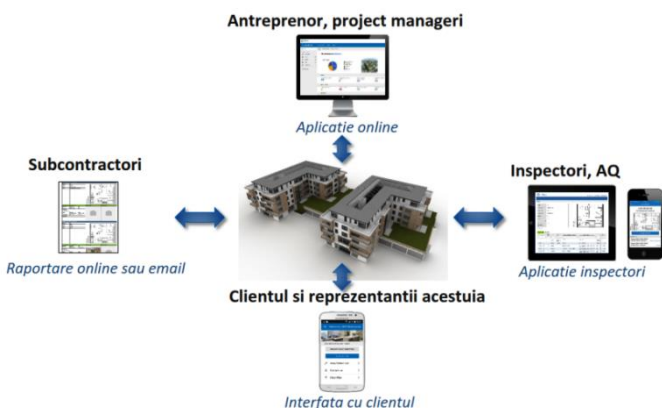 Antreprenor, project manageri
Aplicatie online
Subcontractori
Inspectori, AQ
Raportare online sau email
Aplicatie inspectori
Clientul si reprezentantii acestuia
Interfata cu clientul